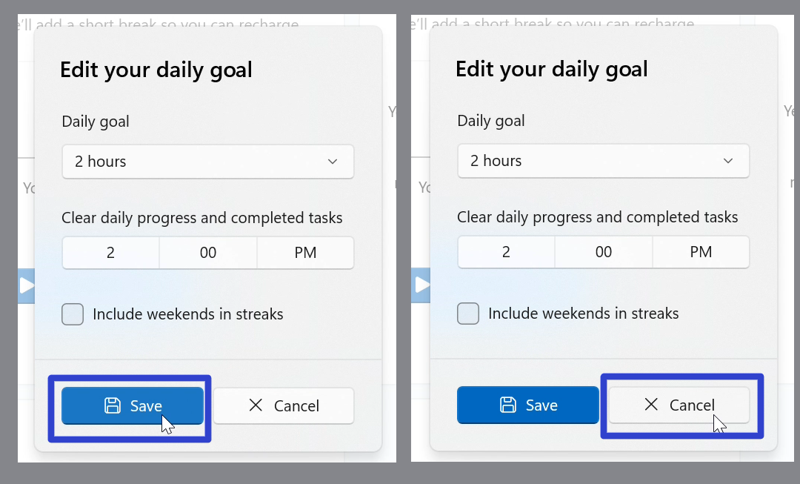 e'll add a short break so you can recharge.
Edit your daily goal
Daily goal
2 hours
Clear daily progress and completed tasks
2 00 PM
Include weekends in streaks
Save Cancel
e'll add a short break so you can recharge.
Edit your daily goal
Daily goal
2 hours
Clear daily progress and completed tasks
2 00 PM
Include weekends in streaks
Save Cancel